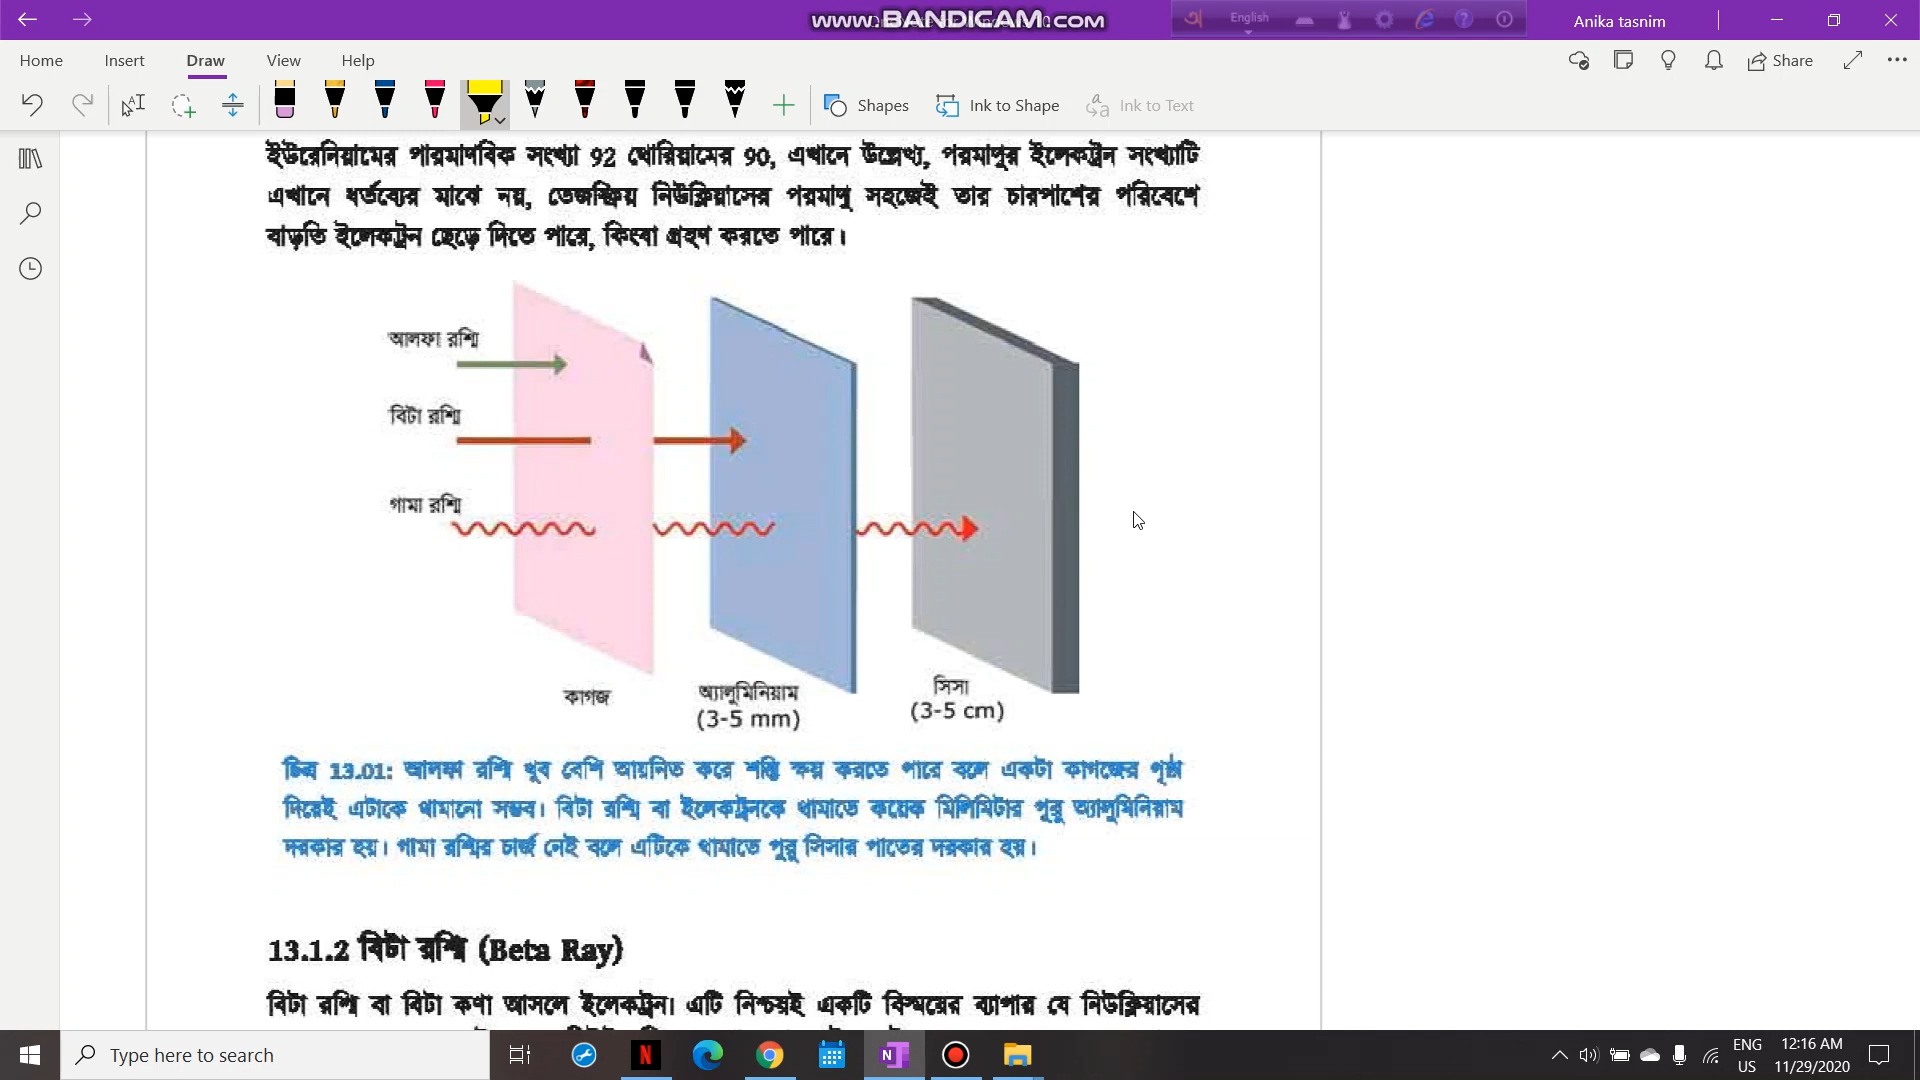 www.BANDICAM.com
English
Anika tasnim
Home Insert Draw View Help
Share
Shapes Ink to Shape Ink to Text
ইউরেনিয়ামের পারমাণবিক সংখ্যা 92 থোরিয়ামের 90, এখানে উল্লেখ্য, পরমাণুর ইলেকট্রন সংখ্যাটি
এখানে ধর্তব্যের মাঝে নয়, তেজস্ক্রিয় নিউক্লিয়াসের পরমাণু সহজেই তার চারপাশের পরিবেশে
বাড়তি ইলেকট্রন ছেড়ে দিতে পারে, কিংবা গ্রহণ করতে পারে।
আলফা রশ্মি
বিটা রশ্মি
গামা রশ্মি
কাগজ
অ্যালুমিনিয়াম
(3-5 mm)
সিসা
(3-5 cm)
চিত্র 13.01: আলফা রশ্মি খুব বেশি আয়নিত করে শক্তি ক্ষয় করতে পারে বলে একটা কাগজের পৃষ্ঠা
দিয়েই এটাকে থামানো সম্ভব। বিটা রশ্মি বা ইলেকট্রনকে থামাতে কয়েক মিলিমিটার পুরু অ্যালুমিনিয়াম
দরকার হয়। গামা রশ্মির চার্জ নেই বলে এটিকে থামাতে পুরু সিসার পাতের দরকার হয়।
13.1.2 বিটা রশ্মি (Beta Ray)
বিটা রশ্মি বা বিটা কণা আসলে ইলেকট্রন। এটি নিশ্চয়ই একটি বিস্ময়ের ব্যাপার যে নিউক্লিয়াসের
Type here to search
ENG
US
12:16 AM
11/29/2020